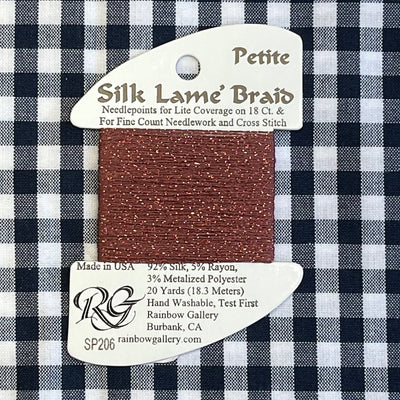 Petite
Silk Lame' Braid
Needlepoints for Lite Coverage on 18 Ct. &
For Fine Count Needlework and Cross Stitch
Made in USA 92% Silk, 5% Rayon,
3% Metalized Polyester
20 Yards (18.3 Meters)
RG
Hand Washable, Test First
Rainbow Gallery
Burbank, CA
SP206 rainbowgallery.com